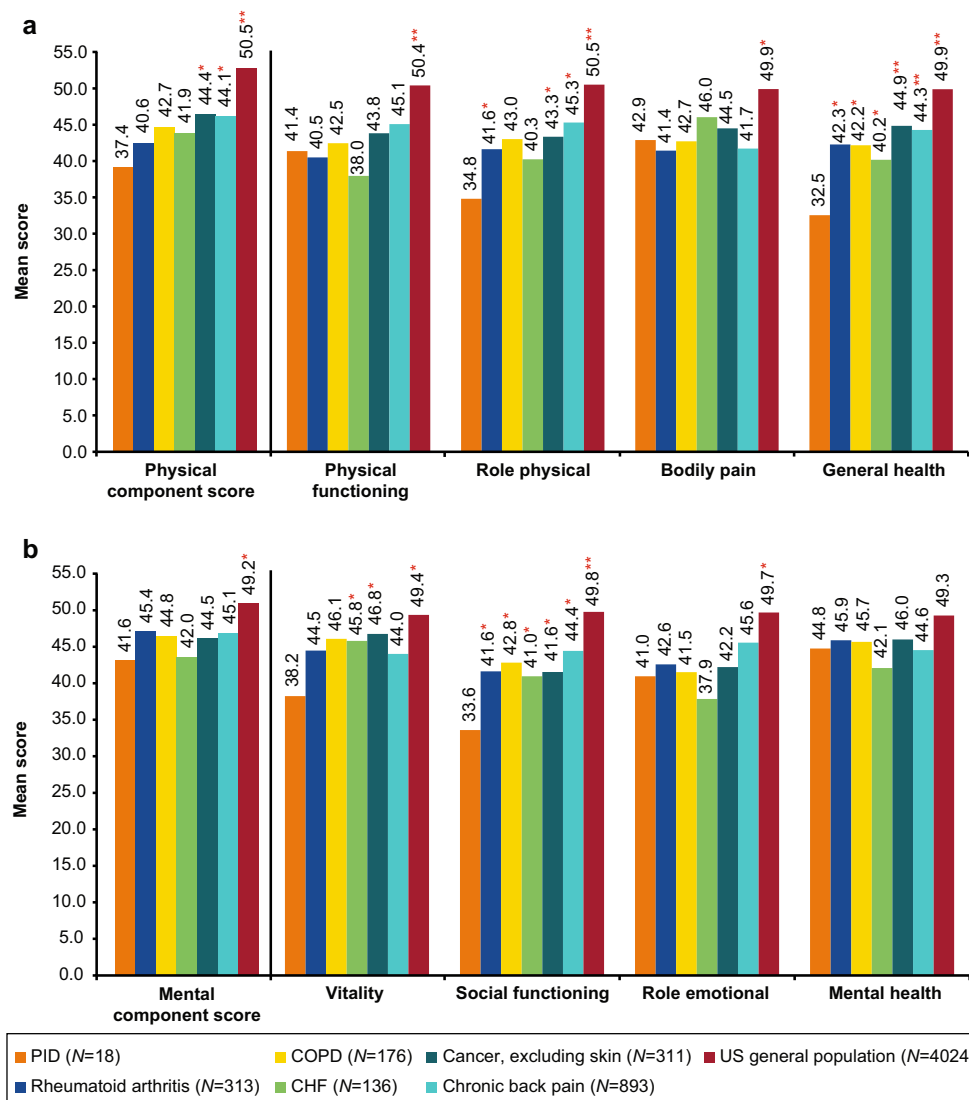 a
55.0
50.0
45.0
40.0
35.0
30.0
25.0
20.0
15.0
10.0
5.0
0.0
Mean score
37.4 40.6 42.7 41.9 44.4* 44.1* 50.5**
41.4 40.5 42.5 38.0 43.8 45.1 50.4**
34.8 41.6* 43.0 40.3 43.3* 45.3* 50.5**
42.9 41.4 42.7 46.0 44.5 41.7 49.9*
32.5 42.3* 42.2* 40.2* 44.9** 44.3** 49.9**
Physical
component score
Physical
functioning
Role physical
Bodily pain
General health
b
55.0
50.0
45.0
40.0
35.0
30.0
25.0
20.0
15.0
10.0
5.0
0.0
Mean score
41.6 45.4 44.8 42.0 44.5 45.1 49.2*
38.2 44.5 46.1 45.8* 46.8* 44.0 49.4*
33.6 41.6* 42.8* 41.0* 41.6* 44.4* 49.8**
41.0 42.6 41.5 37.9 42.2 45.6 49.7*
44.8 45.9 45.7 42.1 46.0 44.6 49.3
Mental
component score
Vitality
Social functioning
Role emotional
Mental health
PID (N=18)
COPD (N=176)
Cancer, excluding skin (N=311)
US general population (N=4024)
Rheumatoid arthritis (N=313)
CHF (N=136)
Chronic back pain (N=893)